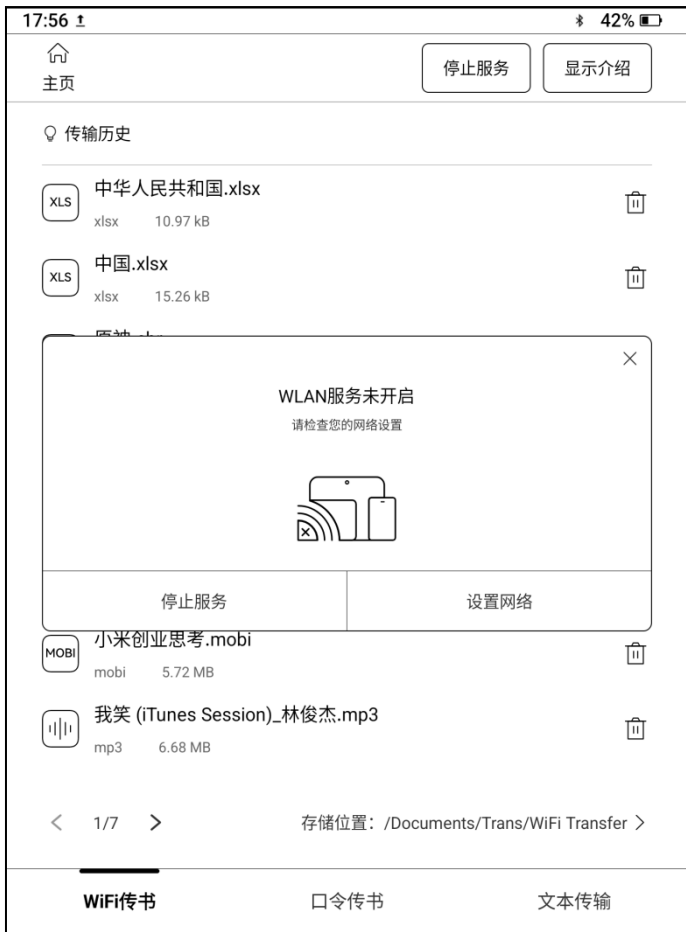 17:56
42%
主页
停止服务
显示介绍
传输历史
XLS
中华人民共和国.xlsx
xlsx 10.97 kB
XLS
中国.xlsx
xlsx 15.26 kB
WLAN服务未开启
请检查您的网络设置
停止服务
设置网络
MOBI
小米创业思考.mobi
mobi 5.72 MB
我笑 (iTunes Session)_林俊杰.mp3
mp3 6.68 MB
1/7
存储位置：/Documents/Trans/WiFi Transfer
WiFi传书
口令传书
文本传输